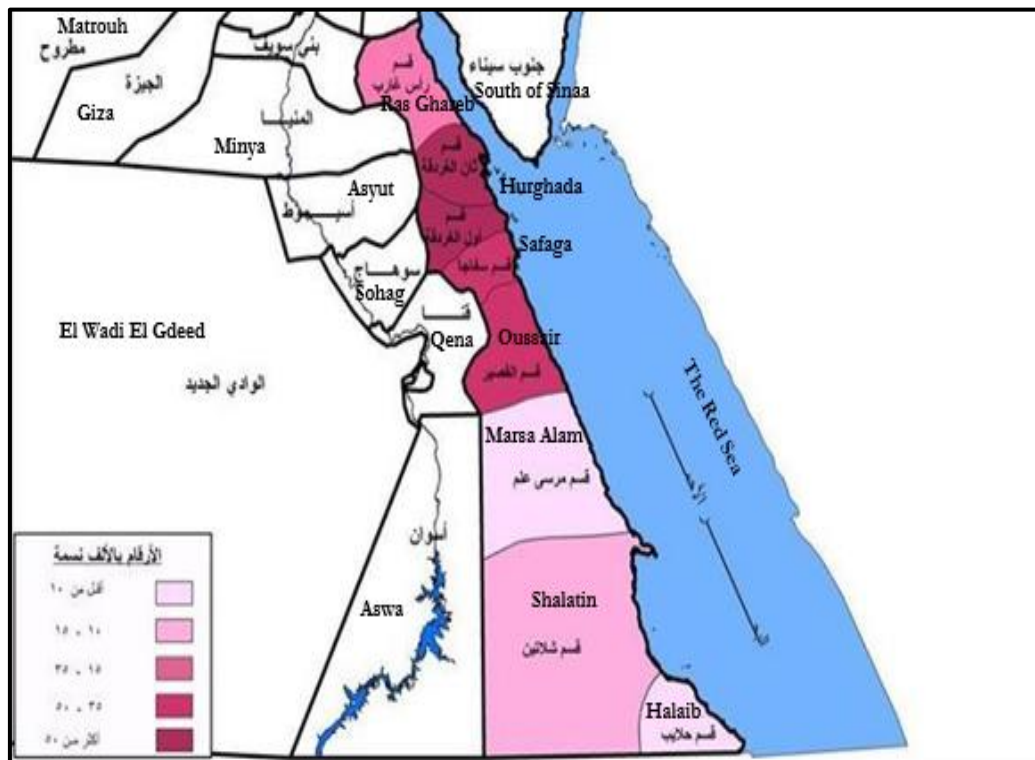 Matrouh
مطروح
بني سويف
الجيزة
Giza
المنيا
Minya
قسم
راس غارب
Ras Ghareb
جنوب سيناء
South of Sinaa
قسم
ثان الغردقة
Hurghada
Asyut
أسيوط
قسم
أول الغردقة
Safaga
قسم سفاجا
سوهاج
Sohag
قنا
Qena
El Wadi El Gdeed
الوادي الجديد
Oussair
قسم القصير
The Red Sea
Marsa Alam
قسم مرسى علم
أسوان
Aswa
Shalatin
قسم شلاتين
Halaib
قسم حلايب
الأرقام بالألف نسمة
أقل من ١٠
١٠ - ١٥
١٥ - ٣٥
٣٥ - ٥٠
أكثر من ٥٠